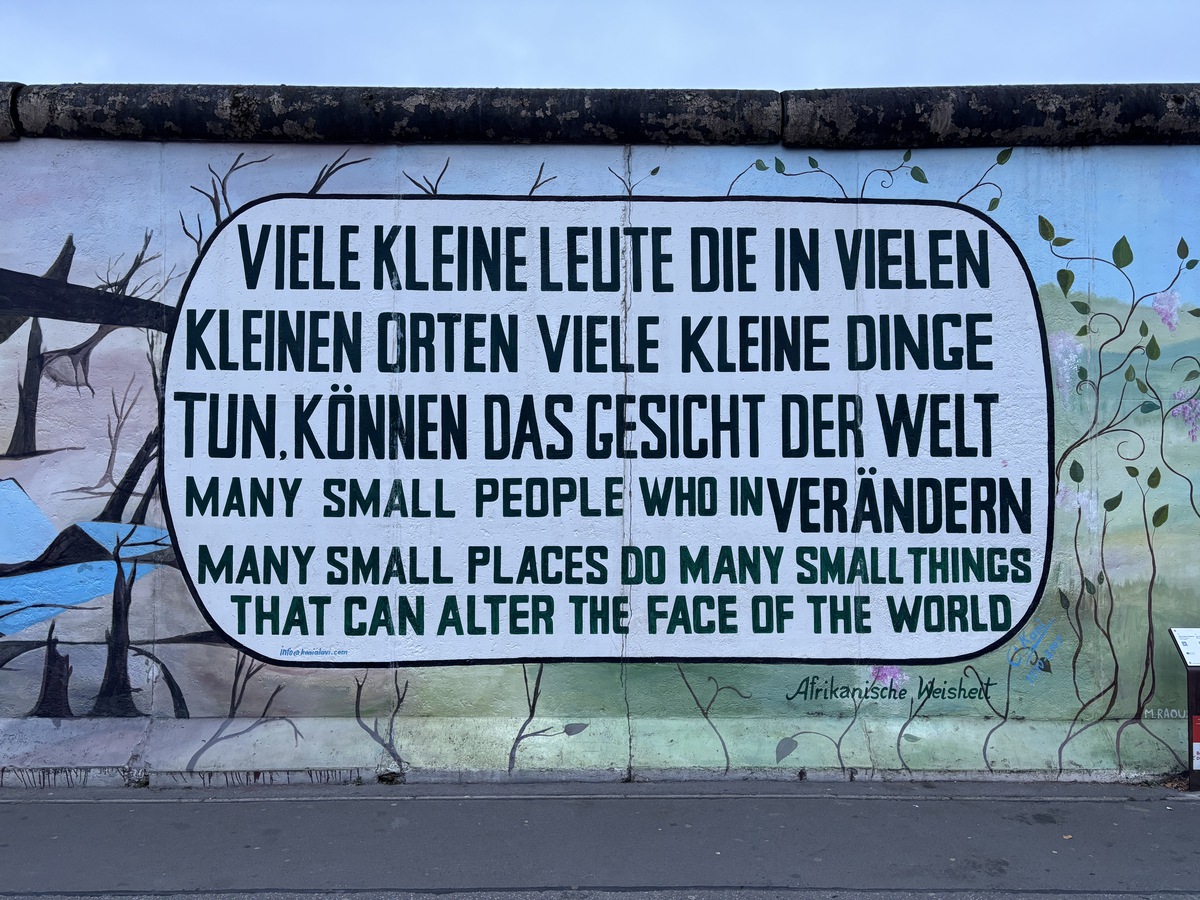 VIELE KLEINE LEUTE DIE IN VIELEN
KLEINEN ORTEN VIELE KLEINE DINGE
TUN, KÖNNEN DAS GESICHT DER WELT
VERÄNDERN
MANY SMALL PEOPLE WHO IN
MANY SMALL PLACES DO MANY SMALL THINGS
THAT CAN ALTER THE FACE OF THE WORLD
Afrikanische Weisheit
M.RAOU